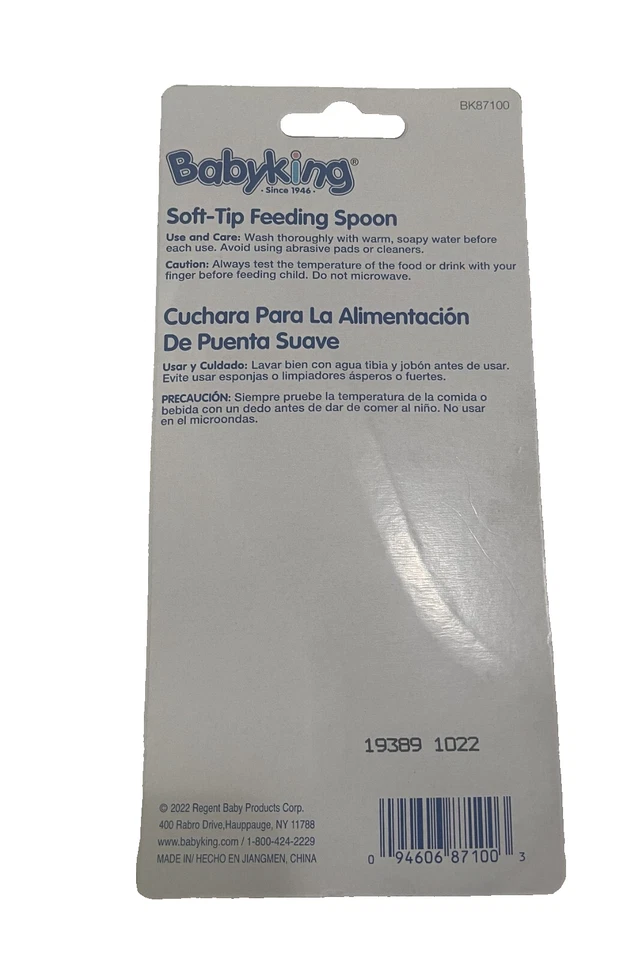 BK87100
Babyking®
· Since 1946 ·
Soft-Tip Feeding Spoon
Use and Care: Wash thoroughly with warm, soapy water before
each use. Avoid using abrasive pads or cleaners.
Caution: Always test the temperature of the food or drink with your
finger before feeding child. Do not microwave.
Cuchara Para La Alimentación
De Puenta Suave
Usar y Cuidado: Lavar bien con agua tibia y jobón antes de usar.
Evite usar esponjas o limpiadores ásperos o fuertes.
PRECAUCIÓN: Siempre pruebe la temperatura de la comida o
bebida con un dedo antes de dar de comer al niño. No usar
en el microondas.
19389 1022
© 2022 Regent Baby Products Corp.
400 Rabro Drive,Hauppauge, NY 11788
www.babyking.com / 1-800-424-2229
MADE IN/ HECHO EN JIANGMEN, CHINA
0 94606 87100 3